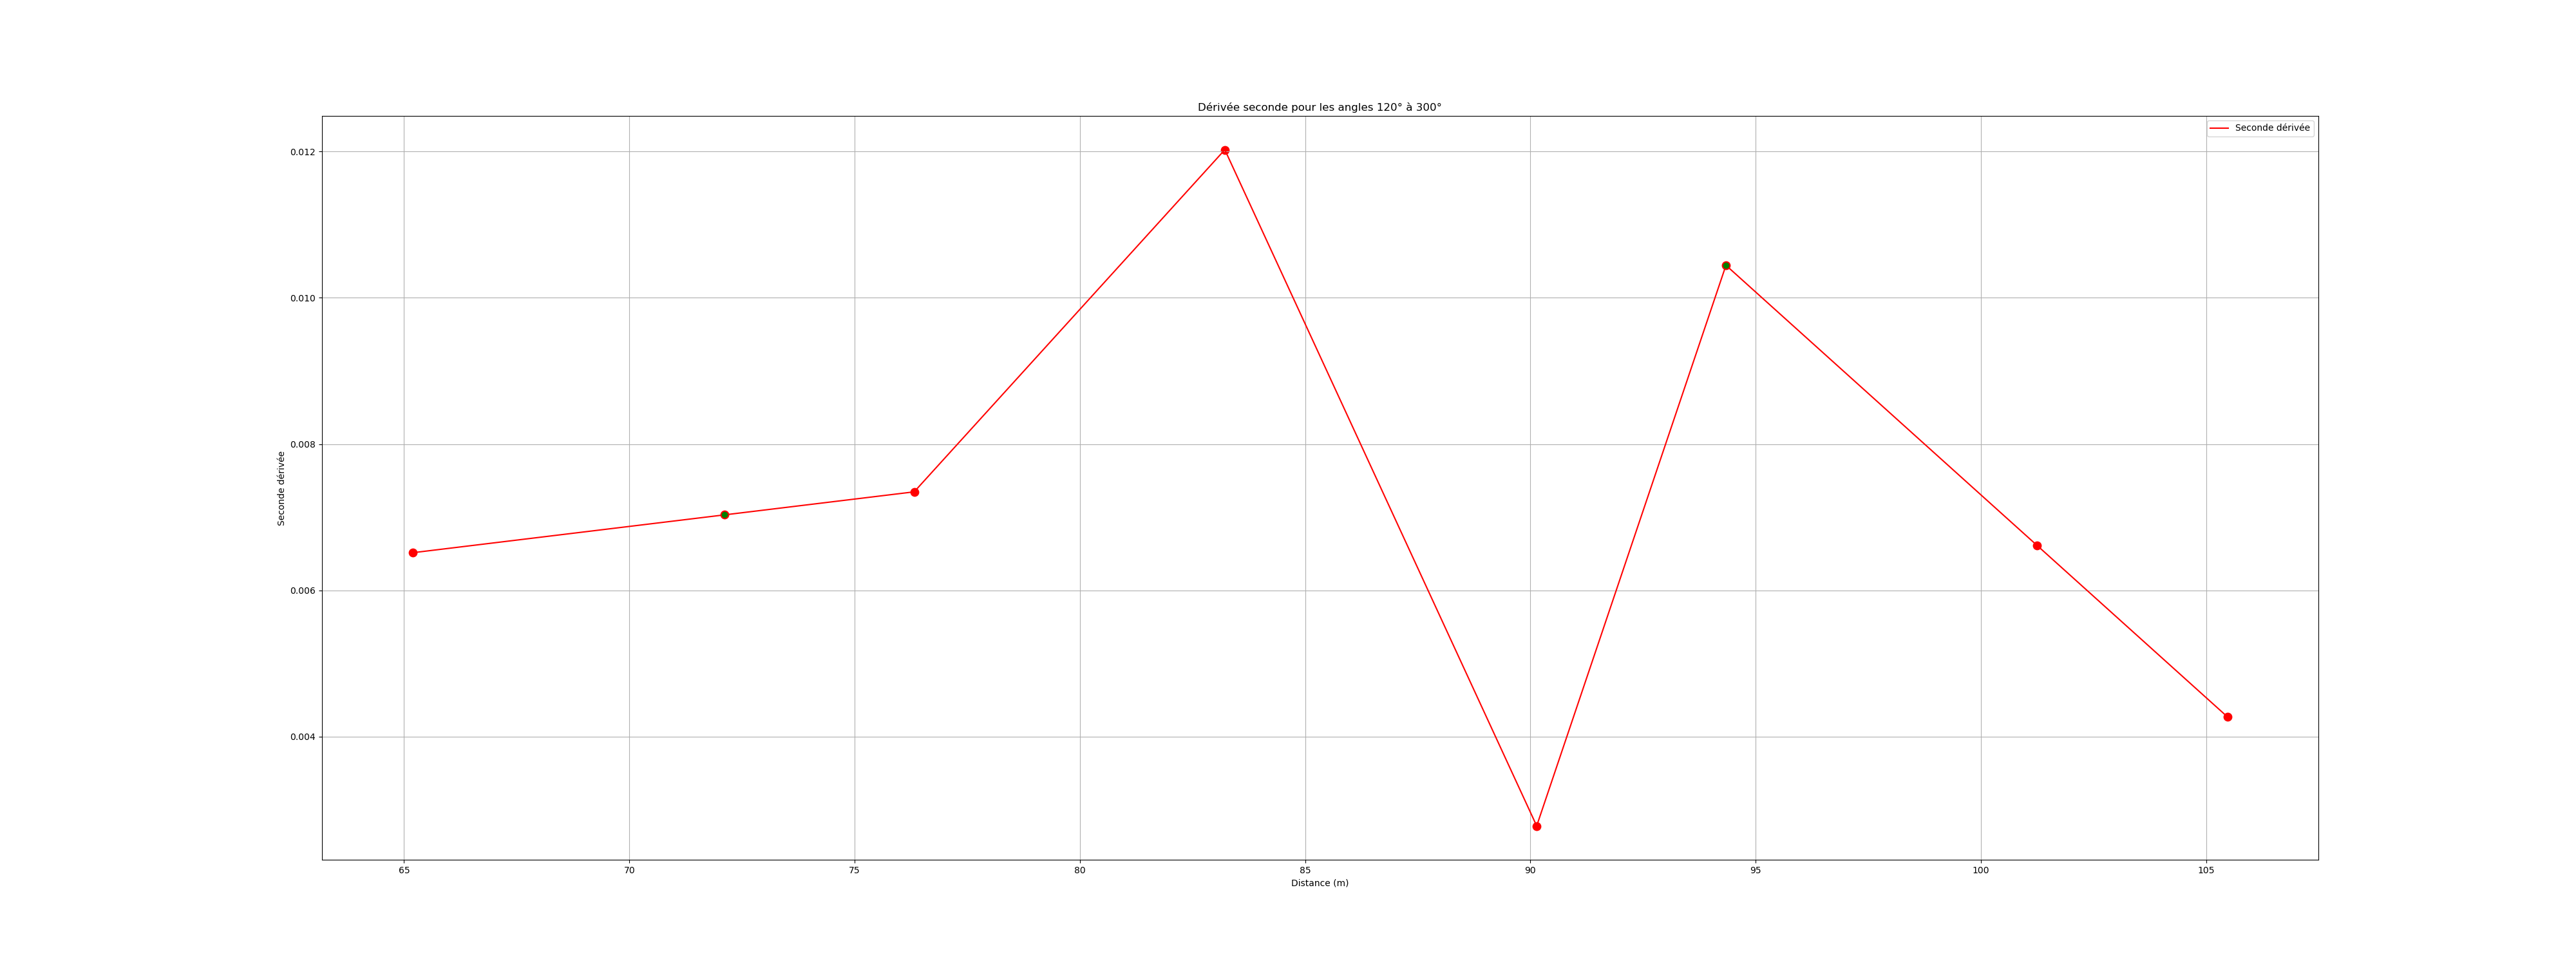 Dérivée seconde pour les angles 120° à 300°
Seconde dérivée
0.012
0.010
0.008
0.006
0.004
Seconde dérivée
65 70 75 80 85 90 95 100 105
Distance (m)